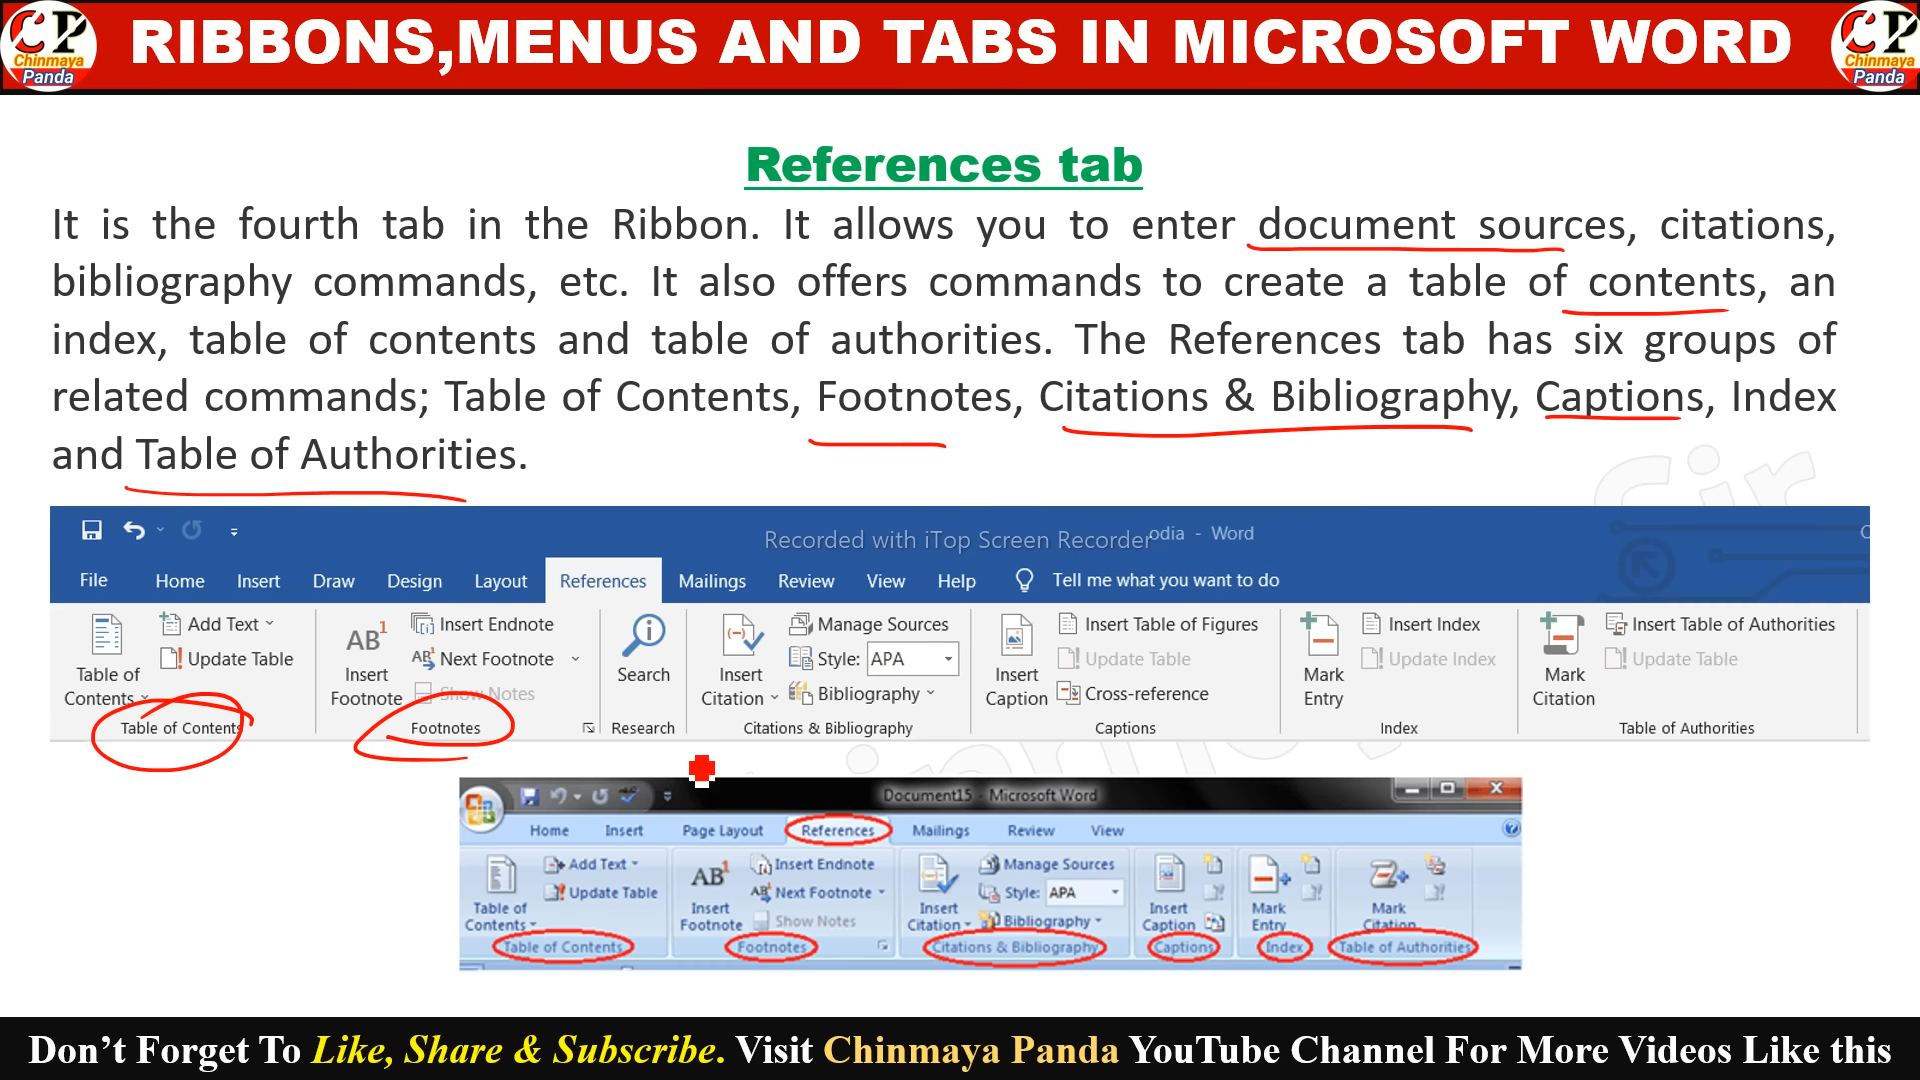 CP RIBBONS,MENUS AND TABS IN MICROSOFT WORD CP
Chinmaya Panda Chinmaya Panda
References tab
It is the fourth tab in the Ribbon. It allows you to enter document sources, citations,
bibliography commands, etc. It also offers commands to create a table of contents, an
index, table of contents and table of authorities. The References tab has six groups of
related commands; Table of Contents, Footnotes, Citations & Bibliography, Captions, Index
and Table of Authorities.
Sir
Recorded with iTop Screen Recorder
odia - Word
File Home Insert Draw Design Layout References Mailings Review View Help Tell me what you want to do
Table of Contents
Add Text
Update Table
Table of Contents
AB1 Insert Footnote
Insert Endnote
Next Footnote
Show Notes
Footnotes
Search
Research
Insert Citation
Manage Sources
Style: APA
Bibliography
Citations & Bibliography
Insert Caption
Insert Table of Figures
Update Table
Cross-reference
Captions
Mark Entry
Insert Index
Update Index
Index
Mark Citation
Insert Table of Authorities
Update Table
Table of Authorities
Document15 - Microsoft Word
Home Insert Page Layout References Mailings Review View
Table of Contents
Add Text
Update Table
Table of Contents
AB1 Insert Footnote
Insert Endnote
Next Footnote
Show Notes
Footnotes
Insert Citation
Manage Sources
Style: APA
Bibliography
Citations & Bibliography
Insert Caption
Captions
Mark Entry
Index
Mark Citation
Table of Authorities
Don’t Forget To Like, Share & Subscribe. Visit Chinmaya Panda YouTube Channel For More Videos Like this